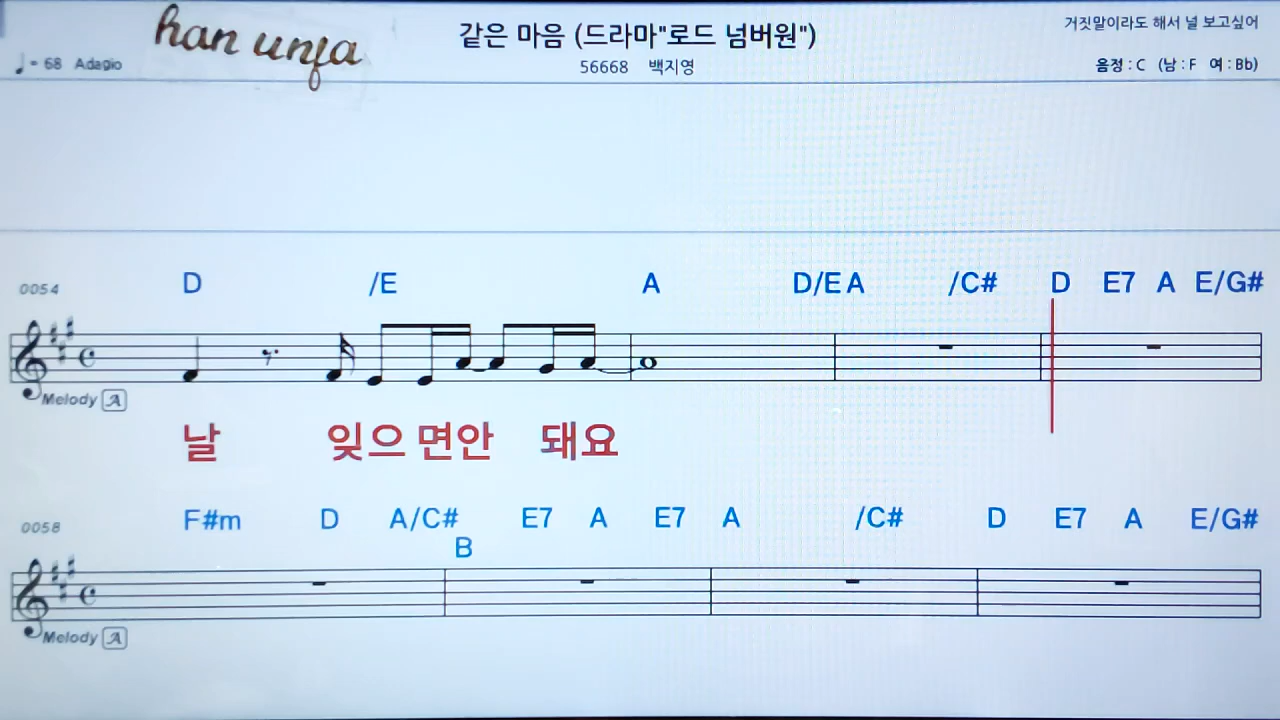 han unfa
같은 마음 (드라마"로드 넘버원")
거짓말이라도 해서 널 보고싶어
♩= 68 Adagio
56668 백지영
음정 : C (남 : F 여 : Bb)
0054 D /E A D/E A /C# D E7 A E/G#
Melody A
날 잊으 면안 돼요
0058 F#m D A/C# E7 A E7 A /C# D E7 A E/G#
B
Melody A